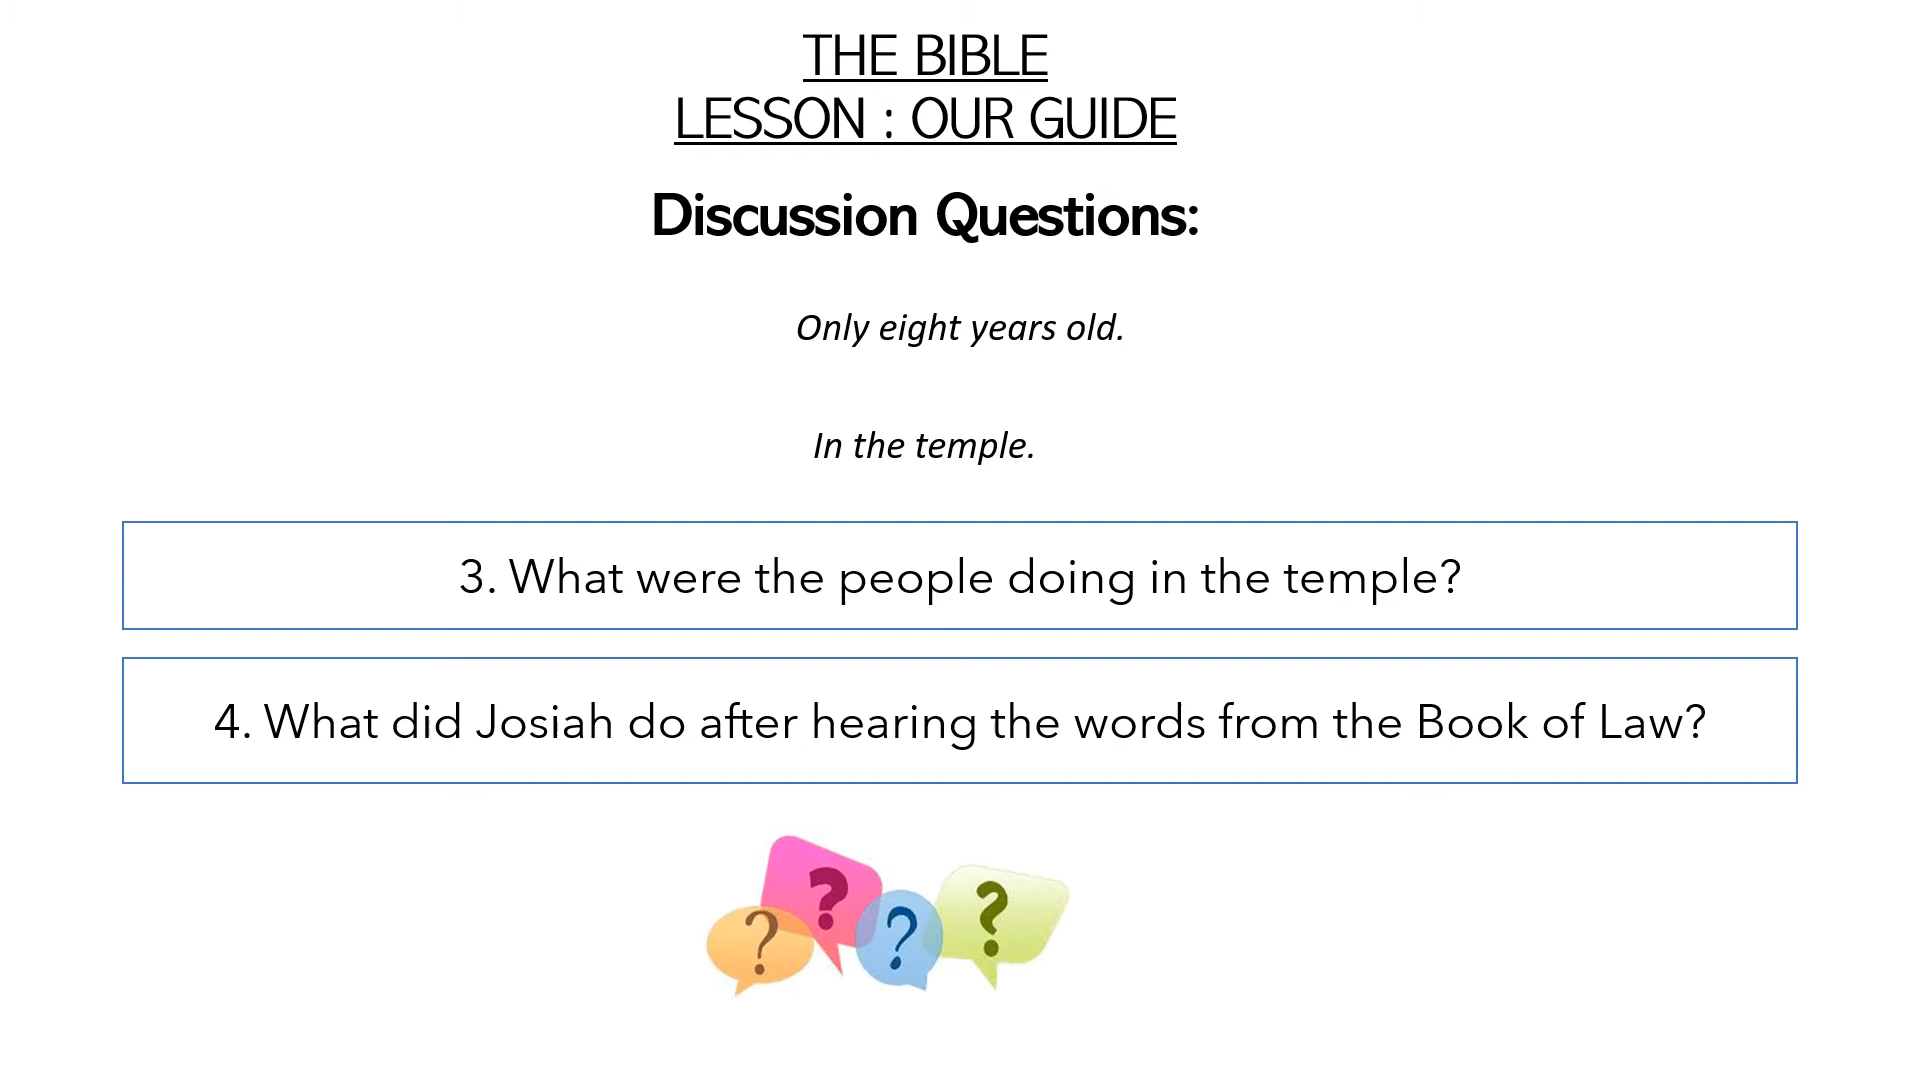 THE BIBLE
LESSON : OUR GUIDE
Discussion Questions:
Only eight years old.
In the temple.
3. What were the people doing in the temple?
4. What did Josiah do after hearing the words from the Book of Law?
? ? ? ?